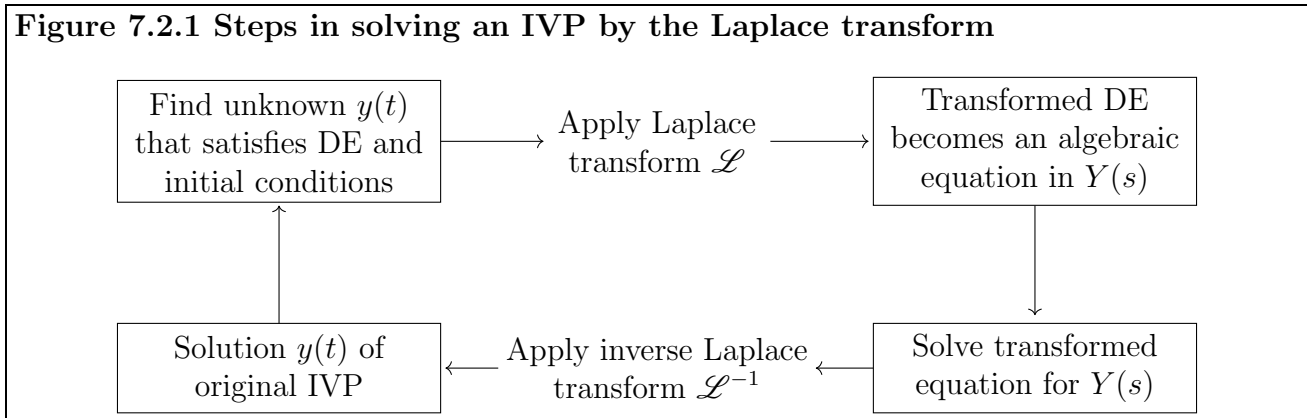 Figure 7.2.1 Steps in solving an IVP by the Laplace transform
Find unknown y(t)
that satisfies DE and
initial conditions
Apply Laplace
transform ℒ
Transformed DE
becomes an algebraic
equation in Y(s)
Solution y(t) of
original IVP
Apply inverse Laplace
transform ℒ⁻¹
Solve transformed
equation for Y(s)